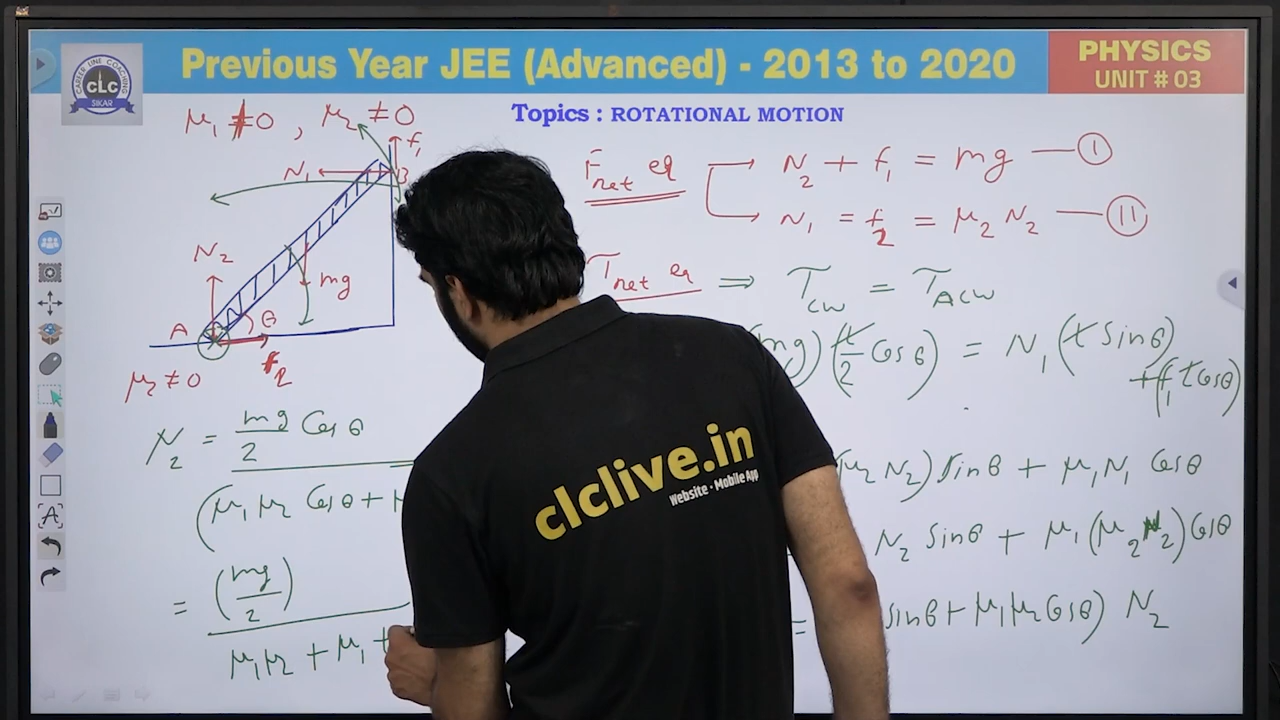 Previous Year JEE (Advanced) - 2013 to 2020
PHYSICS
UNIT # 03
CAREER LINE COACHING
CLC
SIKAR
Topics : ROTATIONAL MOTION
μ₁ ≠ 0 , μ₂ ≠ 0
f₁
N₁
B
N₂
mg
A
θ
f₂
μ₂ ≠ 0
F net eq
N₂ + f₁ = mg — (I)
N₁ = f₂ = μ₂ N₂ — (II)
T net eq ⇒ τ CW = τ ACW
mg) (ℓ/2 Cos θ) = N₁ (ℓ Sin θ)
+ (f₁ ℓ Cos θ)
μ₂ N₂) Sin θ + μ₁ N₁ Cos θ
N₂ Sin θ + μ₁ (μ₂ N₂) Cos θ
= sin θ + μ₁ μ₂ Cos θ) N₂
N₂ = mg/2 Cos θ
(μ₁ μ₂ Cos θ +
= (mg/2)
μ₁ μ₂ + μ₁ +
clclive.in
Website - Mobile App